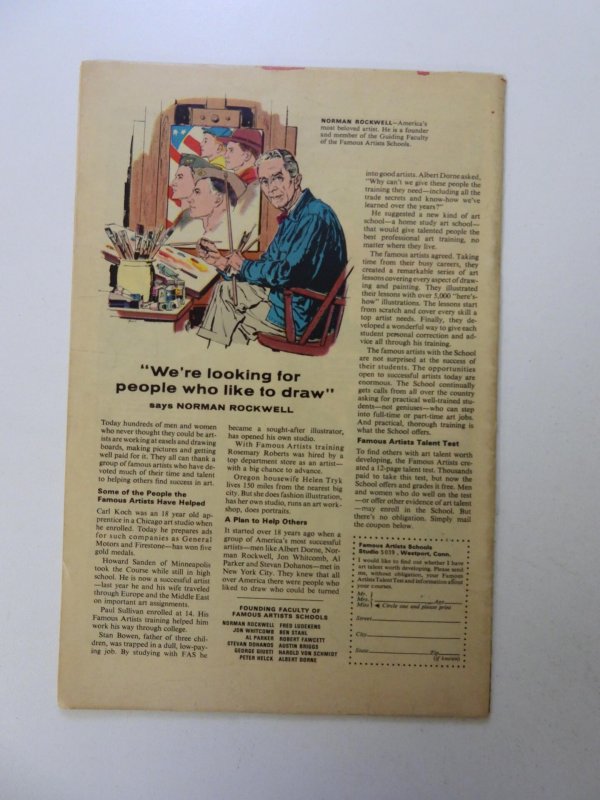 NORMAN ROCKWELL—America's
most beloved artist. He is a founder
and member of the Guiding Faculty
of the Famous Artists Schools.
"We're looking for
people who like to draw"
says NORMAN ROCKWELL
Today hundreds of men and women
who never thought they could be art-
ists are working at easels and drawing
boards, making pictures and getting
well paid for it. They all can thank a
group of famous artists who have de-
voted much of their time and talent
to helping others find success in art.
Some of the People the
Famous Artists Have Helped
Carl Koch was an 18 year old ap-
prentice in a Chicago art studio when
he enrolled. Today he prepares ads
for such companies as General
Motors and Firestone—has won five
gold medals.
Howard Sanden of Minneapolis
took the Course while still in high
school. He is now a successful artist
—last year he and his wife traveled
through Europe and the Middle East
on important art assignments.
Paul Sullivan enrolled at 14. His
Famous Artists training helped him
work his way through college.
Stan Bowen, father of three chil-
dren, was trapped in a dull, low-pay-
ing job. By studying with FAS he
became a sought-after illustrator,
has opened his own studio.
With Famous Artists training
Rosemary Roberts was hired by a
top department store as an artist—
with a big chance to advance.
Oregon housewife Helen Tryk
lives 150 miles from the nearest big
city. But she does fashion illustration,
has her own studio, runs an art work-
shop, does portraits.
A Plan to Help Others
It started over 18 years ago when a
group of America's most successful
artists—men like Albert Dorne, Nor-
man Rockwell, Jon Whitcomb, Al
Parker and Stevan Dohanos—met in
New York City. They knew that all
over America there were people who
liked to draw who could be turned
FOUNDING FACULTY OF
FAMOUS ARTISTS SCHOOLS
NORMAN ROCKWELL FRED LUDEKENS
JON WHITCOMB BEN STAHL
AL PARKER ROBERT FAWCETT
STEVAN DOHANOS AUSTIN BRIGGS
GEORGE GIUSTI HAROLD VON SCHMIDT
PETER HELCK ALBERT DORNE
into good artists. Albert Dorne asked,
"Why can't we give these people the
training they need—including all the
trade secrets and know-how we've
learned over the years?"
He suggested a new kind of art
school—a home study art school—
that would give talented people the
best professional art training, no
matter where they live.
The famous artists agreed. Taking
time from their busy careers, they
created a remarkable series of art
lessons covering every aspect of draw-
ing and painting. They illustrated
their lessons with over 5,000 "here's-
how" illustrations. The lessons start
from scratch and cover every skill a
top artist needs. Finally, they de-
veloped a wonderful way to give each
student personal correction and ad-
vice all through his training.
The famous artists with the School
are not surprised at the success of
their students. The opportunities
open to successful artists today are
enormous. The School continually
gets calls from all over the country
asking for practical well-trained stu-
dents—not geniuses—who can step
into full-time or part-time art jobs.
And practical, thorough training is
what the School offers.
Famous Artists Talent Test
To find others with art talent worth
developing, the Famous Artists cre-
ated a 12-page talent test. Thousands
paid to take this test, but now the
School offers and grades it free. Men
and women who do well on the test
—or offer other evidence of art talent
—may enroll in the School. But
there's no obligation. Simply mail
the coupon below.
Famous Artists Schools
Studio 5039, Westport, Conn.
I would like to find out whether I have
art talent worth developing. Please send
me, without obligation, your Famous
Artists Talent Test and information about
your courses.
Mr.
Mrs. Age
Miss Circle one and please print
Street
City
State Zip
(if known)